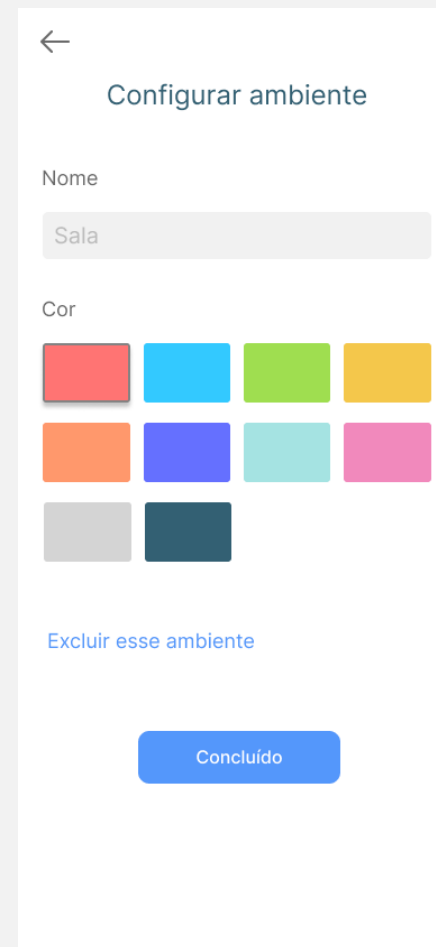 Configurar ambiente
Nome
Sala
Cor
Excluir esse ambiente
Concluído